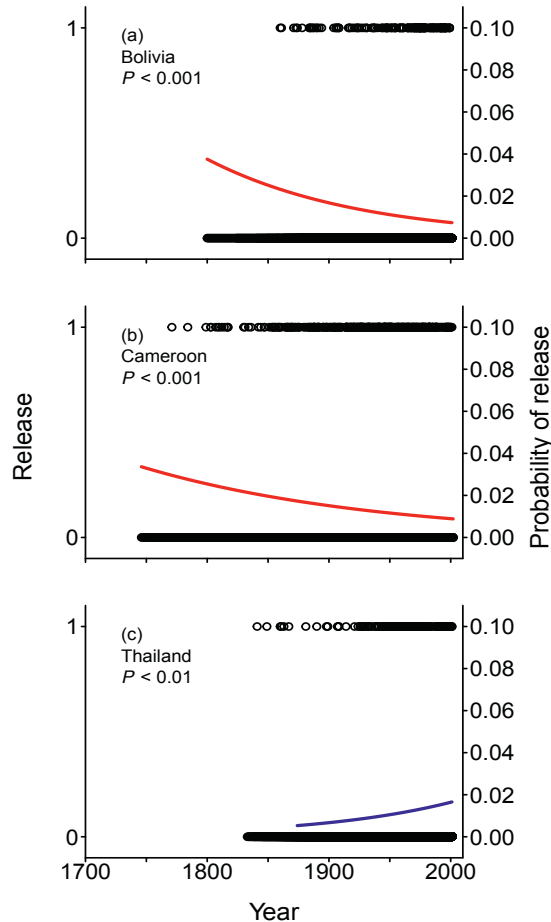 (a)
Bolivia
P < 0.001
1
0
0.10
0.08
0.06
0.04
0.02
0.00
(b)
Cameroon
P < 0.001
1
0
0.10
0.08
0.06
0.04
0.02
0.00
Release
Probability of release
(c)
Thailand
P < 0.01
1
0
0.10
0.08
0.06
0.04
0.02
0.00
1700 1800 1900 2000
Year